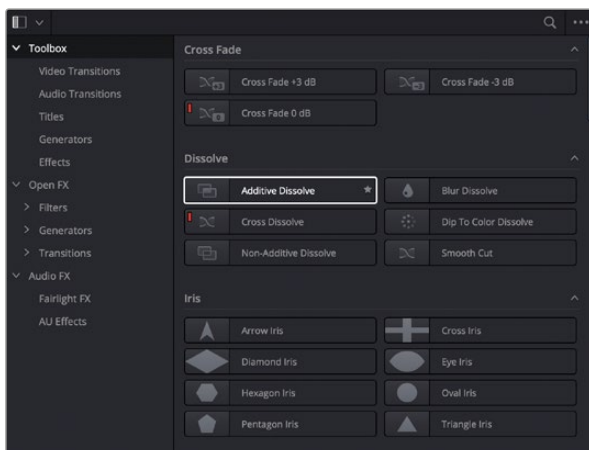 Toolbox
Video Transitions
Audio Transitions
Titles
Generators
Effects
Open FX
Filters
Generators
Transitions
Audio FX
Fairlight FX
AU Effects
Cross Fade
Cross Fade +3 dB
Cross Fade -3 dB
Cross Fade 0 dB
Dissolve
Additive Dissolve
Blur Dissolve
Cross Dissolve
Dip To Color Dissolve
Non-Additive Dissolve
Smooth Cut
Iris
Arrow Iris
Cross Iris
Diamond Iris
Eye Iris
Hexagon Iris
Oval Iris
Pentagon Iris
Triangle Iris